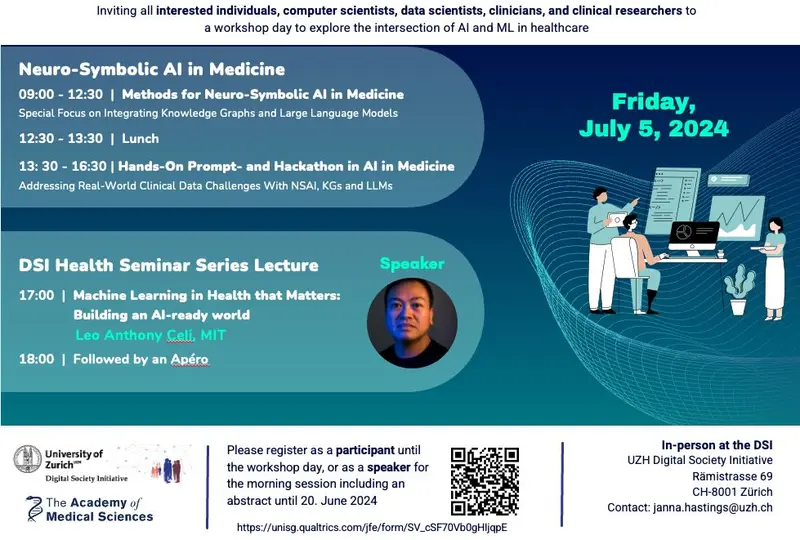 Inviting all interested individuals, computer scientists, data scientists, clinicians, and clinical researchers to
a workshop day to explore the intersection of AI and ML in healthcare
Neuro-Symbolic AI in Medicine
09:00 - 12:30 | Methods for Neuro-Symbolic AI in Medicine
Special Focus on Integrating Knowledge Graphs and Large Language Models
12:30 - 13:30 | Lunch
13: 30 - 16:30 | Hands-On Prompt- and Hackathon in AI in Medicine
Addressing Real-World Clinical Data Challenges With NSAI, KGs and LLMs
Friday,
July 5, 2024
DSI Health Seminar Series Lecture
Speaker
17:00 | Machine Learning in Health that Matters:
Building an AI-ready world
Leo Anthony Celi, MIT
18:00 | Followed by an Apéro
University of
Zurich UZH
Digital Society Initiative
The Academy of
Medical Sciences
Please register as a participant until
the workshop day, or as a speaker for
the morning session including an
abstract until 20. June 2024
https://unisg.qualtrics.com/jfe/form/SV_cSF70Vb0gHljqpE
In-person at the DSI
UZH Digital Society Initiative
Rämistrasse 69
CH-8001 Zürich
Contact: janna.hastings@uzh.ch